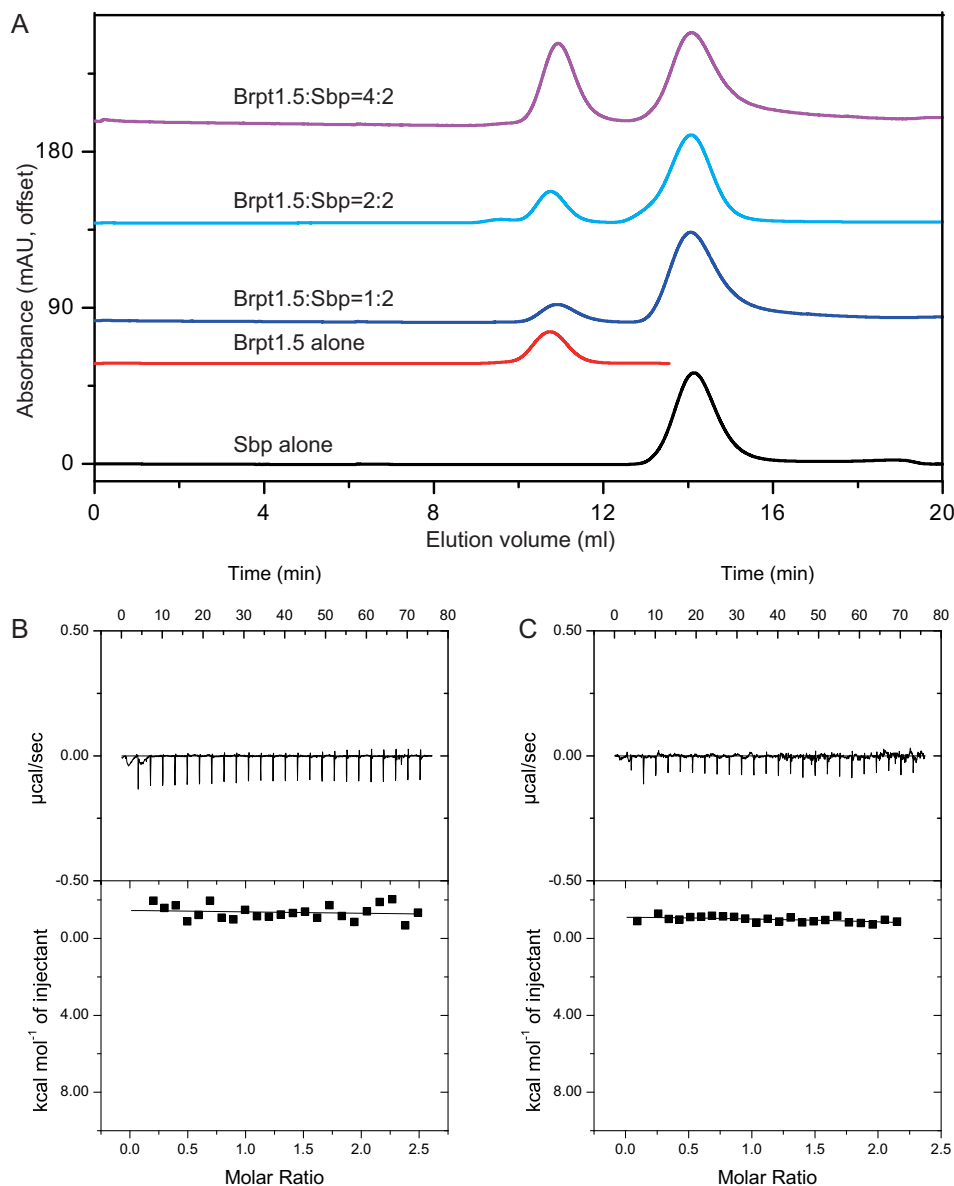 A
Absorbance (mAU, offset)
180
90
0
Brpt1.5:Sbp=4:2
Brpt1.5:Sbp=2:2
Brpt1.5:Sbp=1:2
Brpt1.5 alone
Sbp alone
0 4 8 12 16 20
Elution volume (ml)
B
Time (min)
0 10 20 30 40 50 60 70 80
0.50
0.00
-0.50
µcal/sec
0.00
4.00
8.00
kcal mol⁻¹ of injectant
0.0 0.5 1.0 1.5 2.0 2.5
Molar Ratio
C
Time (min)
0 10 20 30 40 50 60 70 80
0.50
0.00
-0.50
µcal/sec
0.00
4.00
8.00
kcal mol⁻¹ of injectant
0.0 0.5 1.0 1.5 2.0 2.5
Molar Ratio